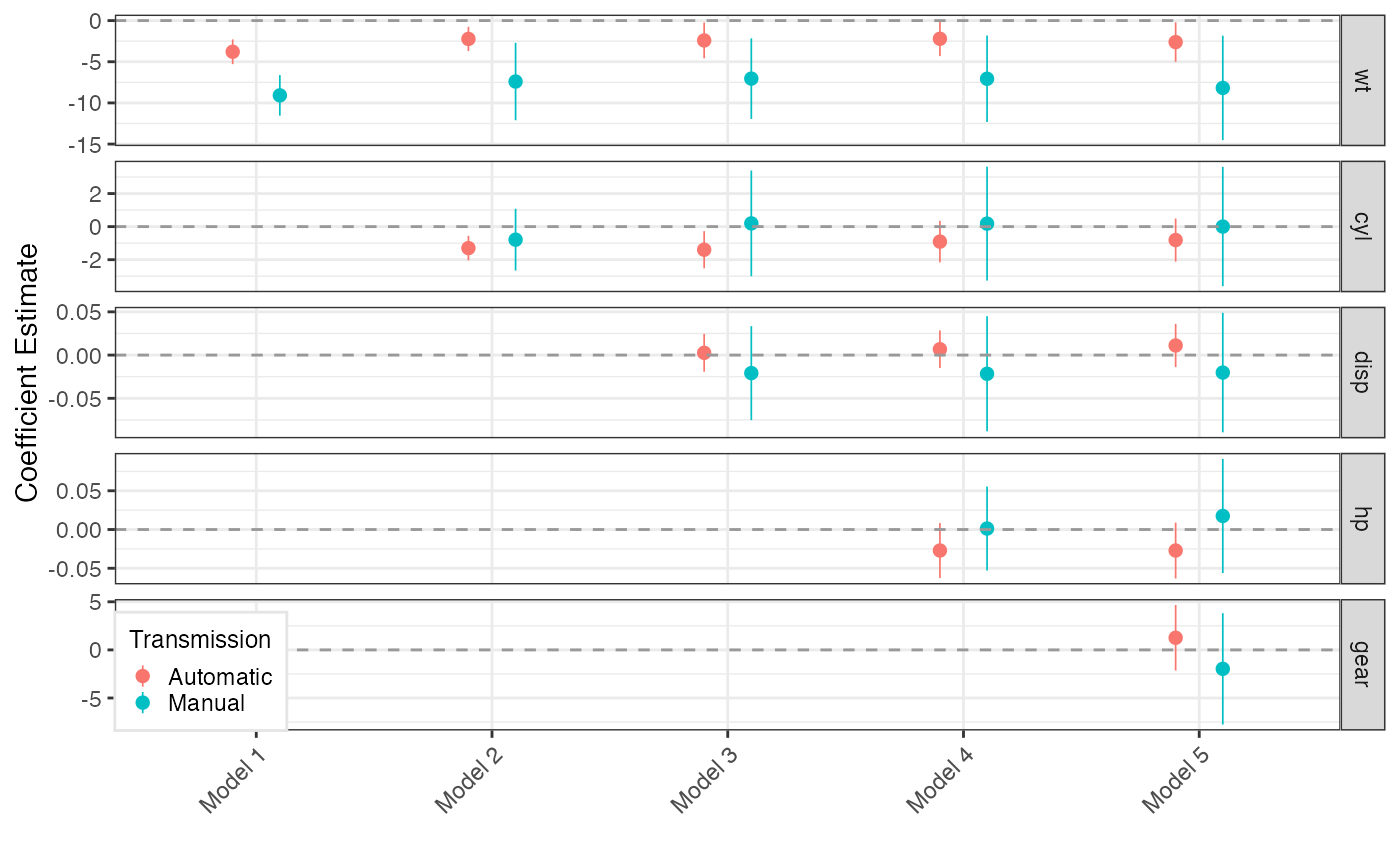 Coefficient Estimate
0
-5
-10
-15
wt
2
0
-2
cyl
0.05
0.00
-0.05
disp
0.05
0.00
-0.05
hp
5
0
-5
gear
Transmission
Automatic
Manual
Model 1
Model 2
Model 3
Model 4
Model 5